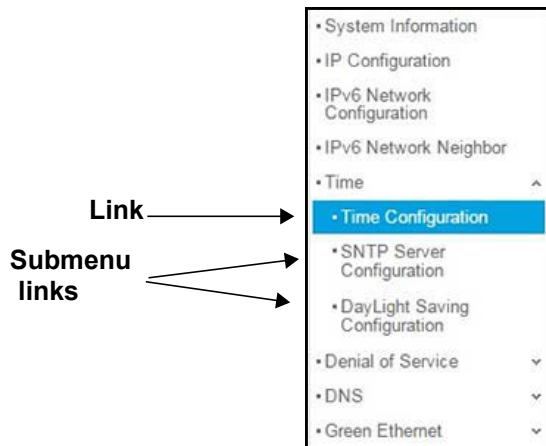 • System Information
• IP Configuration
• IPv6 Network
Configuration
• IPv6 Network Neighbor
• Time
Link
• Time Configuration
Submenu
links
• SNTP Server
Configuration
• DayLight Saving
Configuration
• Denial of Service
• DNS
• Green Ethernet